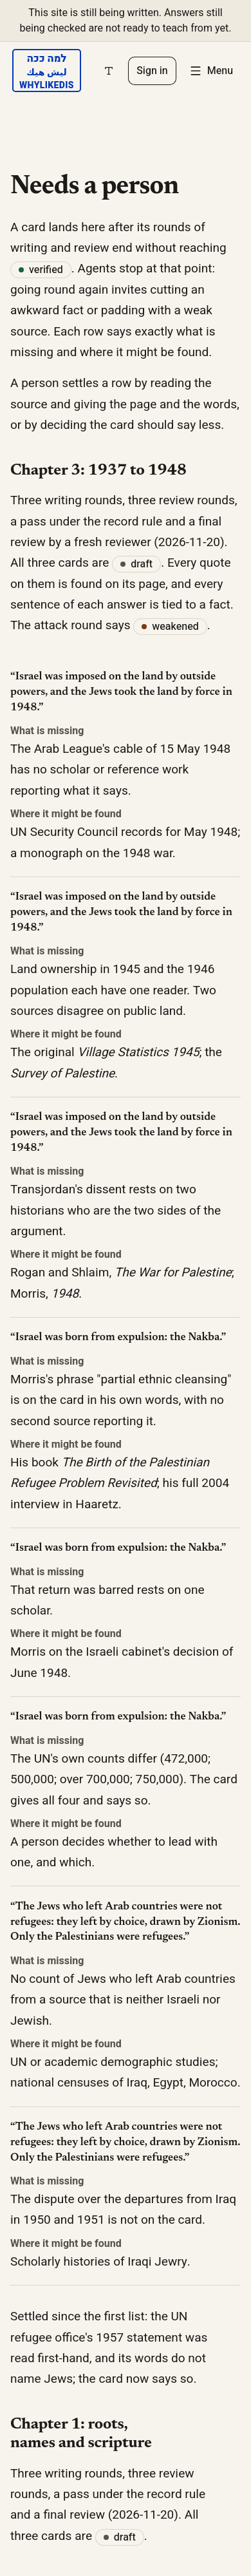 This site is still being written. Answers still
being checked are not ready to teach from yet.
למה ככה
ليش هيك
WHYLIKEDIS
T
Sign in
Menu
Needs a person
A card lands here after its rounds of
writing and review end without reaching
verified. Agents stop at that point:
going round again invites cutting an
awkward fact or padding with a weak
source. Each row says exactly what is
missing and where it might be found.
A person settles a row by reading the
source and giving the page and the words,
or by deciding the card should say less.
Chapter 3: 1937 to 1948
Three writing rounds, three review rounds,
a pass under the record rule and a final
review by a fresh reviewer (2026-11-20).
All three cards are draft. Every quote
on them is found on its page, and every
sentence of each answer is tied to a fact.
The attack round says weakened.
“Israel was imposed on the land by outside
powers, and the Jews took the land by force in
1948.”
What is missing
The Arab League's cable of 15 May 1948
has no scholar or reference work
reporting what it says.
Where it might be found
UN Security Council records for May 1948;
a monograph on the 1948 war.
“Israel was imposed on the land by outside
powers, and the Jews took the land by force in
1948.”
What is missing
Land ownership in 1945 and the 1946
population each have one reader. Two
sources disagree on public land.
Where it might be found
The original Village Statistics 1945; the
Survey of Palestine.
“Israel was imposed on the land by outside
powers, and the Jews took the land by force in
1948.”
What is missing
Transjordan's dissent rests on two
historians who are the two sides of the
argument.
Where it might be found
Rogan and Shlaim, The War for Palestine;
Morris, 1948.
“Israel was born from expulsion: the Nakba.”
What is missing
Morris's phrase "partial ethnic cleansing"
is on the card in his own words, with no
second source reporting it.
Where it might be found
His book The Birth of the Palestinian
Refugee Problem Revisited; his full 2004
interview in Haaretz.
“Israel was born from expulsion: the Nakba.”
What is missing
That return was barred rests on one
scholar.
Where it might be found
Morris on the Israeli cabinet's decision of
June 1948.
“Israel was born from expulsion: the Nakba.”
What is missing
The UN's own counts differ (472,000;
500,000; over 700,000; 750,000). The card
gives all four and says so.
Where it might be found
A person decides whether to lead with
one, and which.
“The Jews who left Arab countries were not
refugees: they left by choice, drawn by Zionism.
Only the Palestinians were refugees.”
What is missing
No count of Jews who left Arab countries
from a source that is neither Israeli nor
Jewish.
Where it might be found
UN or academic demographic studies;
national censuses of Iraq, Egypt, Morocco.
“The Jews who left Arab countries were not
refugees: they left by choice, drawn by Zionism.
Only the Palestinians were refugees.”
What is missing
The dispute over the departures from Iraq
in 1950 and 1951 is not on the card.
Where it might be found
Scholarly histories of Iraqi Jewry.
Settled since the first list: the UN
refugee office's 1957 statement was
read first-hand, and its words do not
name Jews; the card now says so.
Chapter 1: roots,
names and scripture
Three writing rounds, three review
rounds, a pass under the record rule
and a final review (2026-11-20). All
three cards are draft.